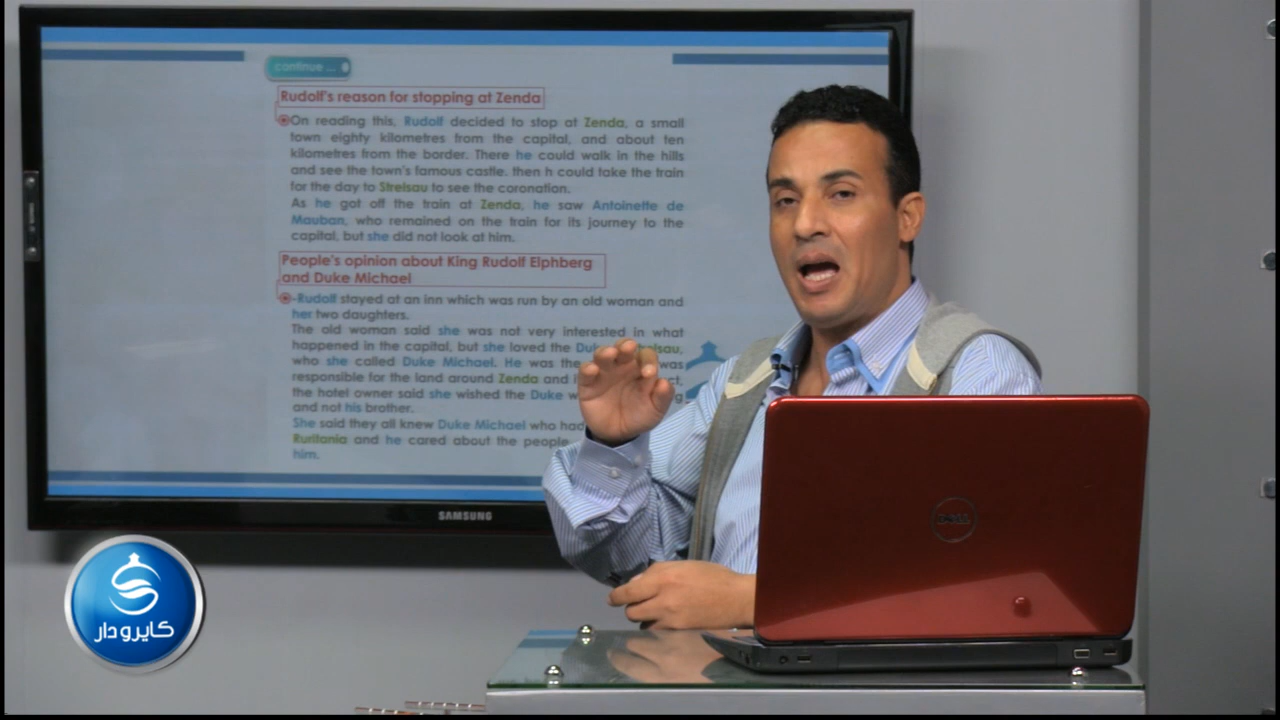 continue ...
Rudolf's reason for stopping at Zenda
On reading this, Rudolf decided to stop at Zenda, a small
town eighty kilometres from the capital, and about ten
kilometres from the border. There he could walk in the hills
and see the town's famous castle. then h could take the train
for the day to Strelsau to see the coronation.
As he got off the train at Zenda, he saw Antoinette de
Mauban, who remained on the train for its journey to the
capital, but she did not look at him.
People's opinion about King Rudolf Elphberg
and Duke Michael
-Rudolf stayed at an inn which was run by an old woman and
her two daughters.
The old woman said she was not very interested in what
happened in the capital, but she loved the
who she called Duke Michael. He was the was
responsible for the land around Zenda and
the hotel owner said she wished the Duke
and not his brother.
She said they all knew Duke Michael who had
Ruritania and he cared about the people
him.
SAMSUNG
DELL
كايرو دار